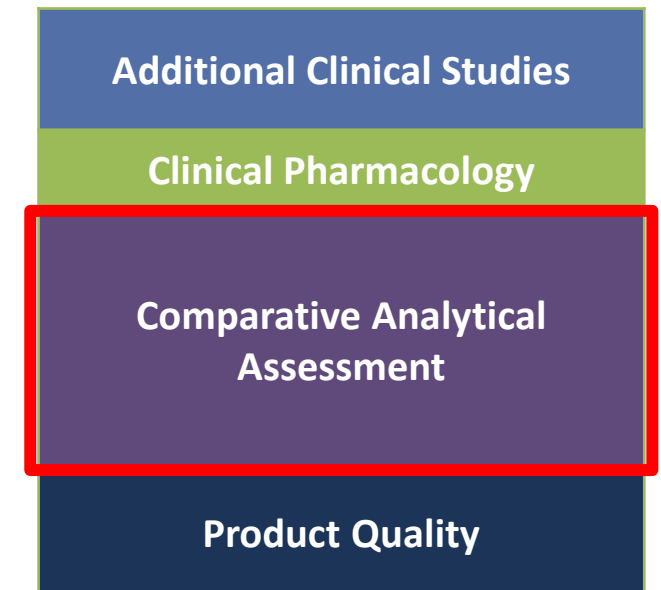 Additional Clinical Studies
Clinical Pharmacology
Comparative Analytical
Assessment
Product Quality